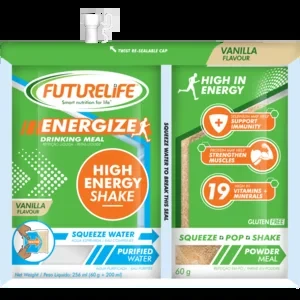 TWIST RE-SEALABLE CAP
FUTURELIFE
Smart nutrition for life
ENERGIZE
DRINKING MEAL
HIGH
ENERGY
SHAKE
VANILLA
FLAVOUR
SQUEEZE WATER
PURIFIED
WATER
SQUEEZE WATER TO BREAK THIS SEAL
VANILLA
FLAVOUR
HIGH IN
ENERGY
SUPPORT
IMMUNITY
STRENGTHEN
MUSCLES
19
VITAMINS +
MINERALS
GLUTEN FREE
SQUEEZE POP SHAKE
POWDER
MEAL
60 g